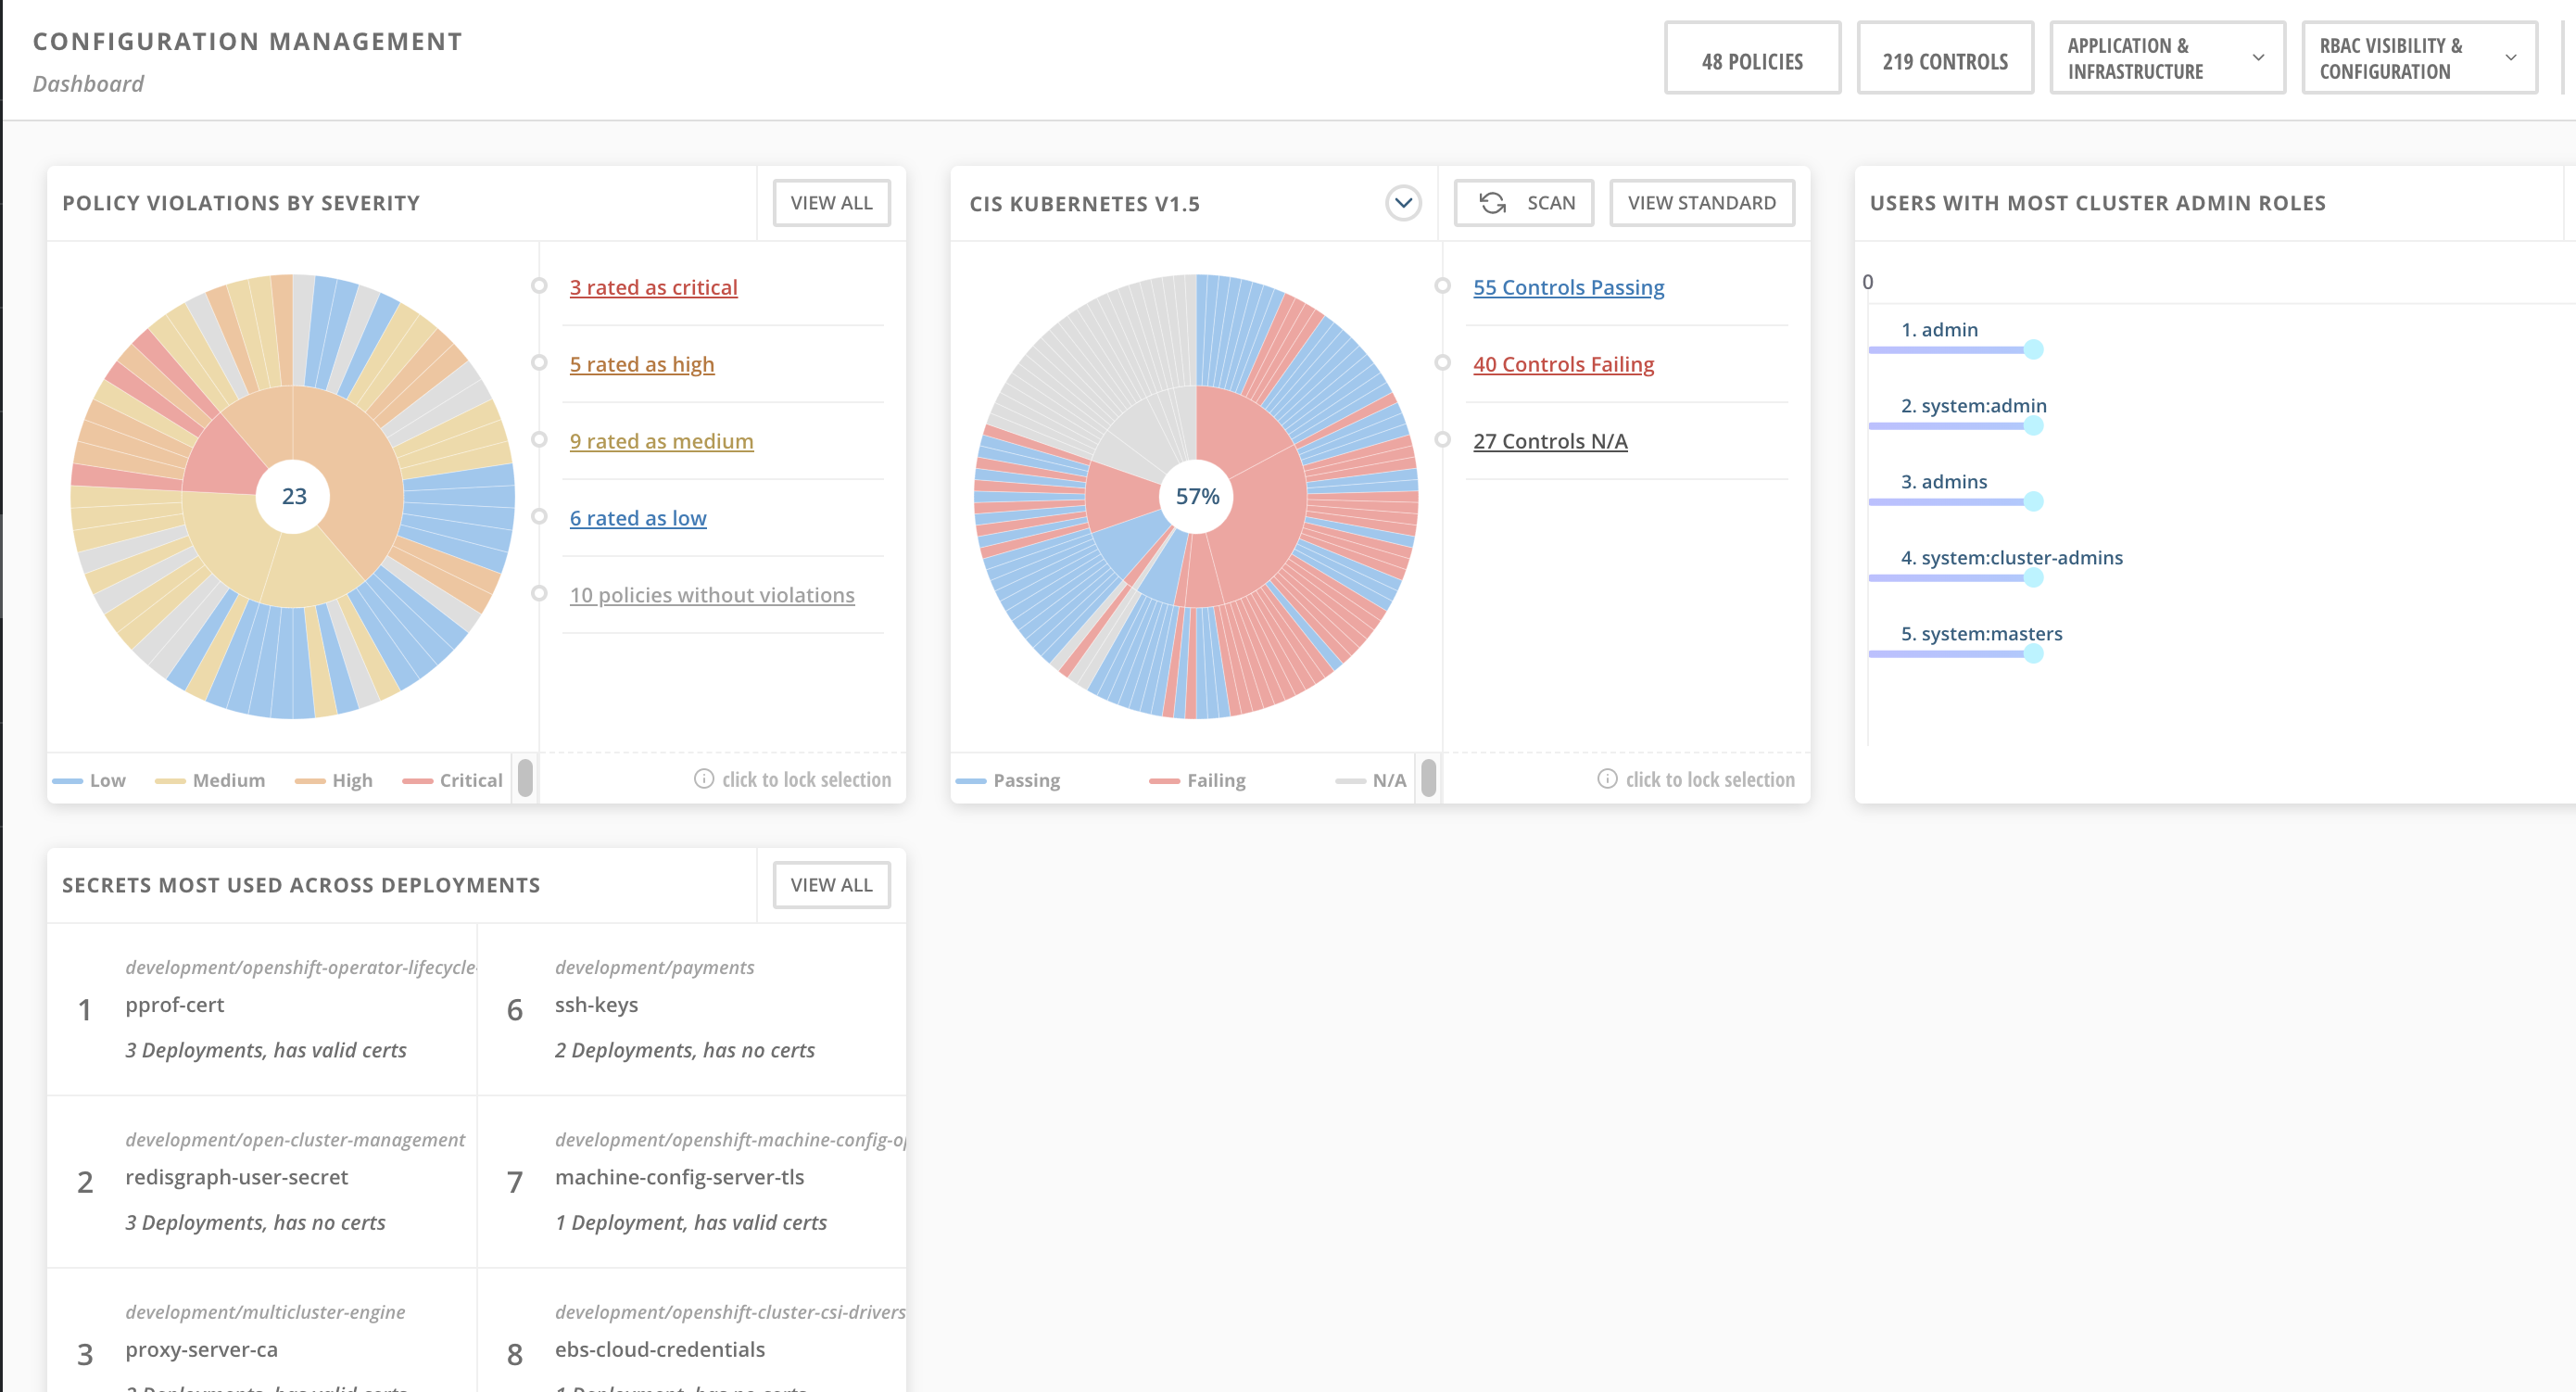 CONFIGURATION MANAGEMENT
Dashboard
48 POLICIES
219 CONTROLS
APPLICATION &
INFRASTRUCTURE
RBAC VISIBILITY &
CONFIGURATION
POLICY VIOLATIONS BY SEVERITY
VIEW ALL
23
3 rated as critical
5 rated as high
9 rated as medium
6 rated as low
10 policies without violations
Low
Medium
High
Critical
click to lock selection
CIS KUBERNETES V1.5
SCAN
VIEW STANDARD
57%
55 Controls Passing
40 Controls Failing
27 Controls N/A
Passing
Failing
N/A
click to lock selection
USERS WITH MOST CLUSTER ADMIN ROLES
0
1. admin
2. system:admin
3. admins
4. system:cluster-admins
5. system:masters
SECRETS MOST USED ACROSS DEPLOYMENTS
VIEW ALL
1
development/openshift-operator-lifecycle-
pprof-cert
3 Deployments, has valid certs
6
development/payments
ssh-keys
2 Deployments, has no certs
2
development/open-cluster-management
redisgraph-user-secret
3 Deployments, has no certs
7
development/openshift-machine-config-o
machine-config-server-tls
1 Deployment, has valid certs
3
development/multicluster-engine
proxy-server-ca
8
development/openshift-cluster-csi-drivers
ebs-cloud-credentials